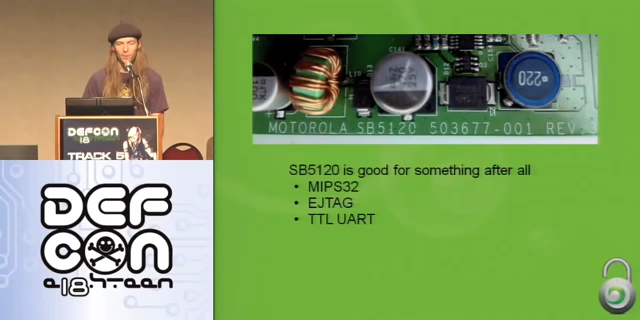 MOTOROLA SB5120 503677-001 REV
220
SB5120 is good for something after all
• MIPS32
• EJTAG
• TTL UART
DEFCON
18
TRACK 5
DEF
CON
e18hteen